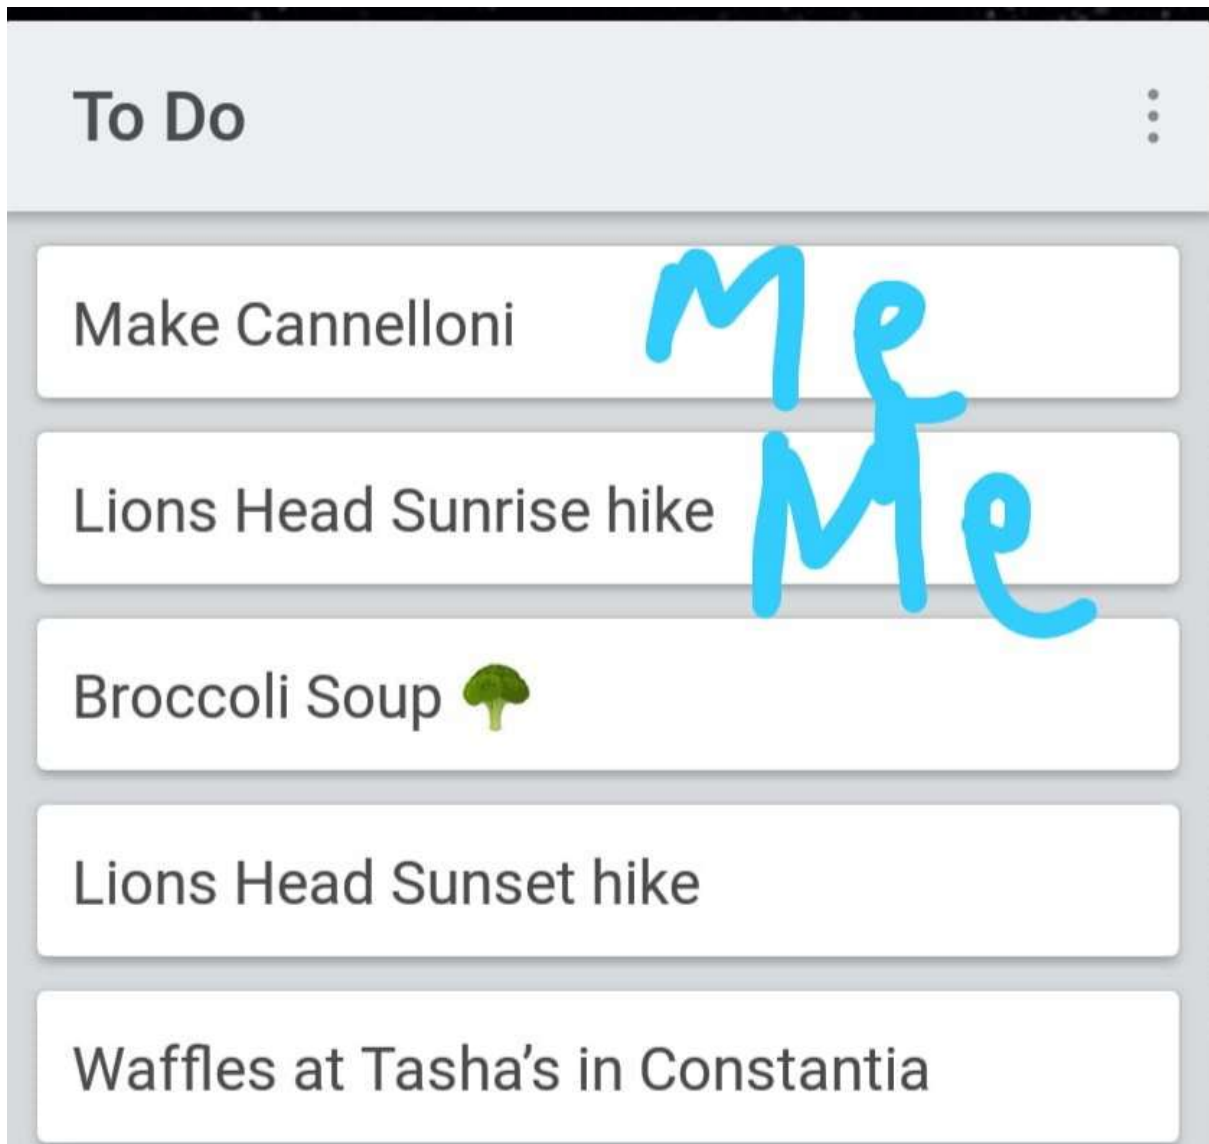 To Do
Make Cannelloni Me
Lions Head Sunrise hike Me
Broccoli Soup 🥦
Lions Head Sunset hike
Waffles at Tasha’s in Constantia